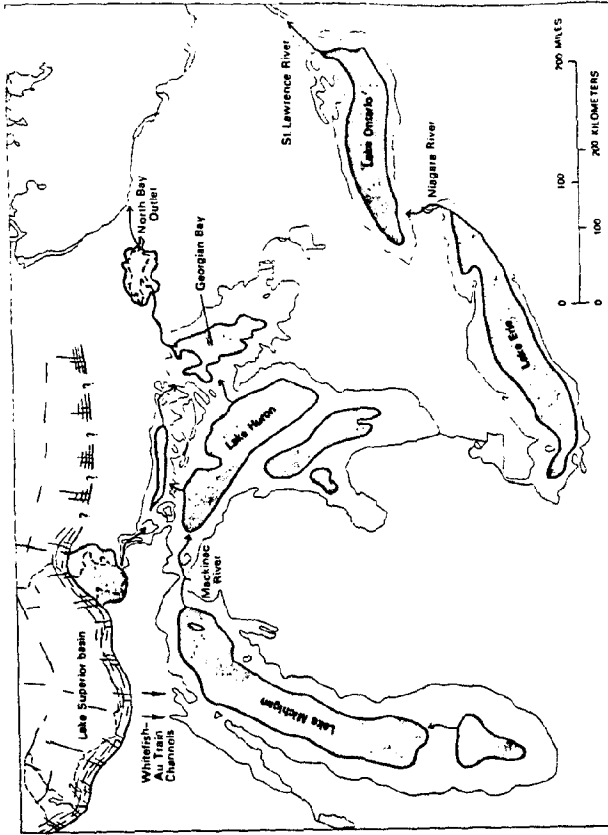 Lake Superior basin
? ? ? ?
North Bay
Outlet
Whitefish-
Au Train
Channels
Mackinac
River
Georgian Bay
Lake Huron
Lake Michigan
St. Lawrence River
'Lake Ontario'
Niagara River
Lake Erie
0 100 200 MILES
0 100 200 KILOMETERS